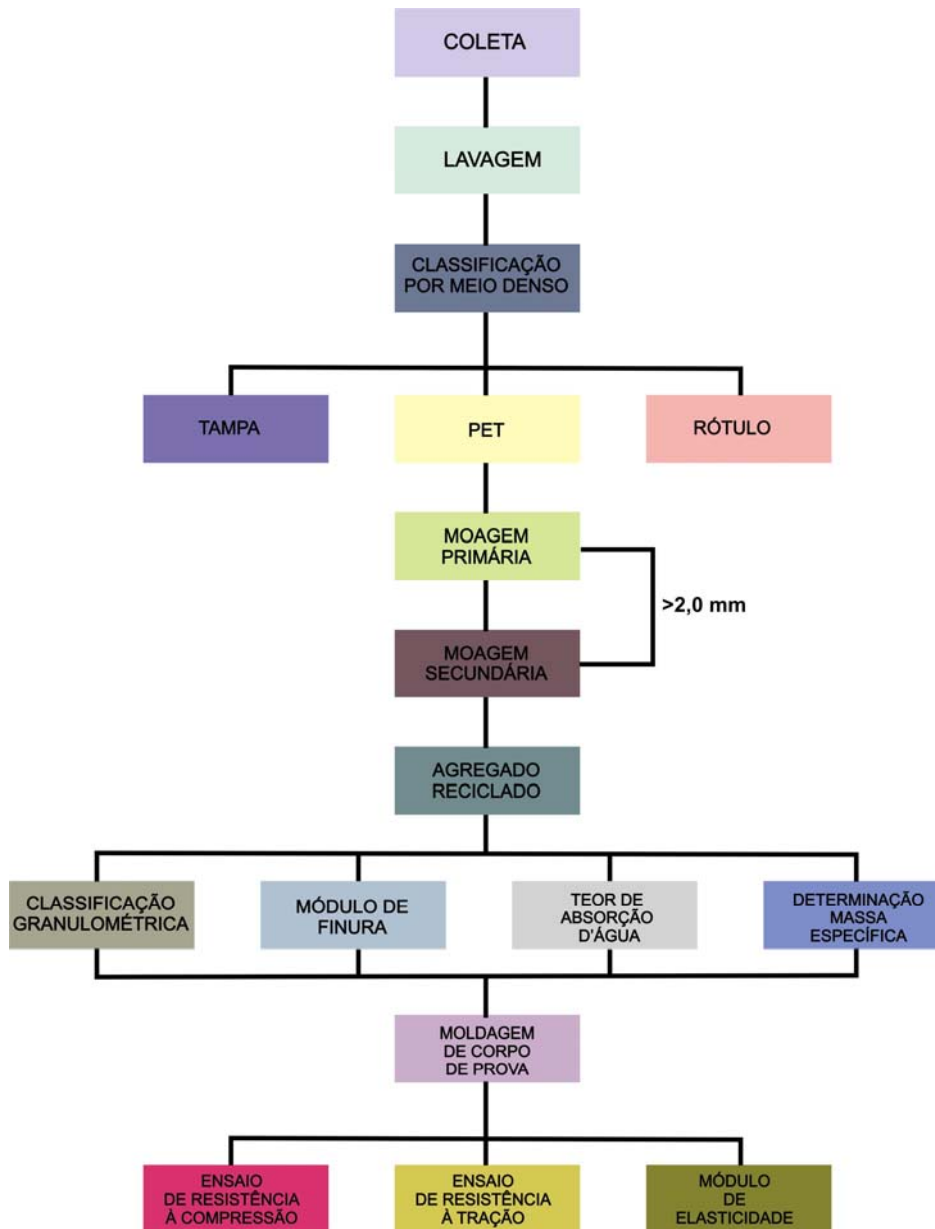 COLETA
LAVAGEM
CLASSIFICAÇÃO
POR MEIO DENSO
TAMPA
PET
RÓTULO
MOAGEM
PRIMÁRIA
>2,0 mm
MOAGEM
SECUNDÁRIA
AGREGADO
RECICLADO
CLASSIFICAÇÃO
GRANULOMÉTRICA
MÓDULO DE
FINURA
TEOR DE
ABSORÇÃO
D'ÁGUA
DETERMINAÇÃO
MASSA
ESPECÍFICA
MOLDAGEM
DE CORPO
DE PROVA
ENSAIO
DE RESISTÊNCIA
À COMPRESSÃO
ENSAIO
DE RESISTÊNCIA
À TRAÇÃO
MÓDULO
DE
ELASTICIDADE